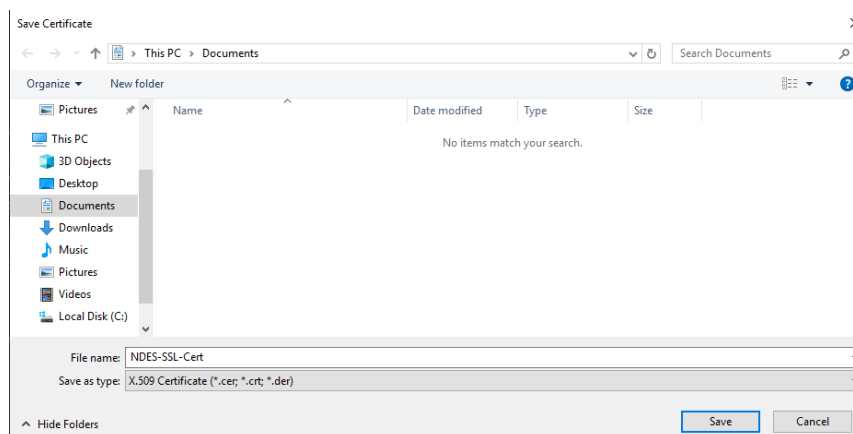 Save Certificate
This PC > Documents
Search Documents
Organize
New folder
Pictures
This PC
3D Objects
Desktop
Documents
Downloads
Music
Pictures
Videos
Local Disk (C:)
Name
Date modified
Type
Size
No items match your search.
File name: NDES-SSL-Cert
Save as type: X.509 Certificate (*.cer; *.crt; *.der)
Hide Folders
Save
Cancel